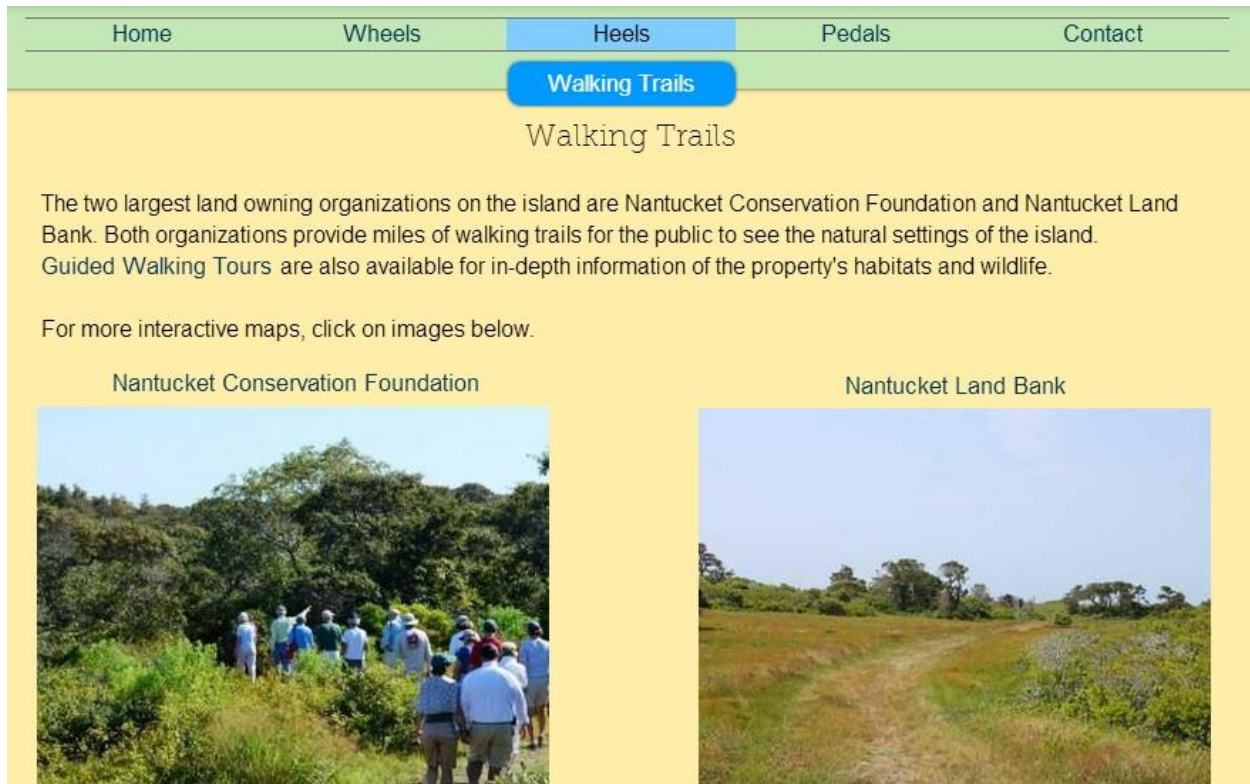 Home Wheels Heels Pedals Contact
Walking Trails
Walking Trails
The two largest land owning organizations on the island are Nantucket Conservation Foundation and Nantucket Land
Bank. Both organizations provide miles of walking trails for the public to see the natural settings of the island.
Guided Walking Tours are also available for in-depth information of the property's habitats and wildlife.
For more interactive maps, click on images below.
Nantucket Conservation Foundation
Nantucket Land Bank